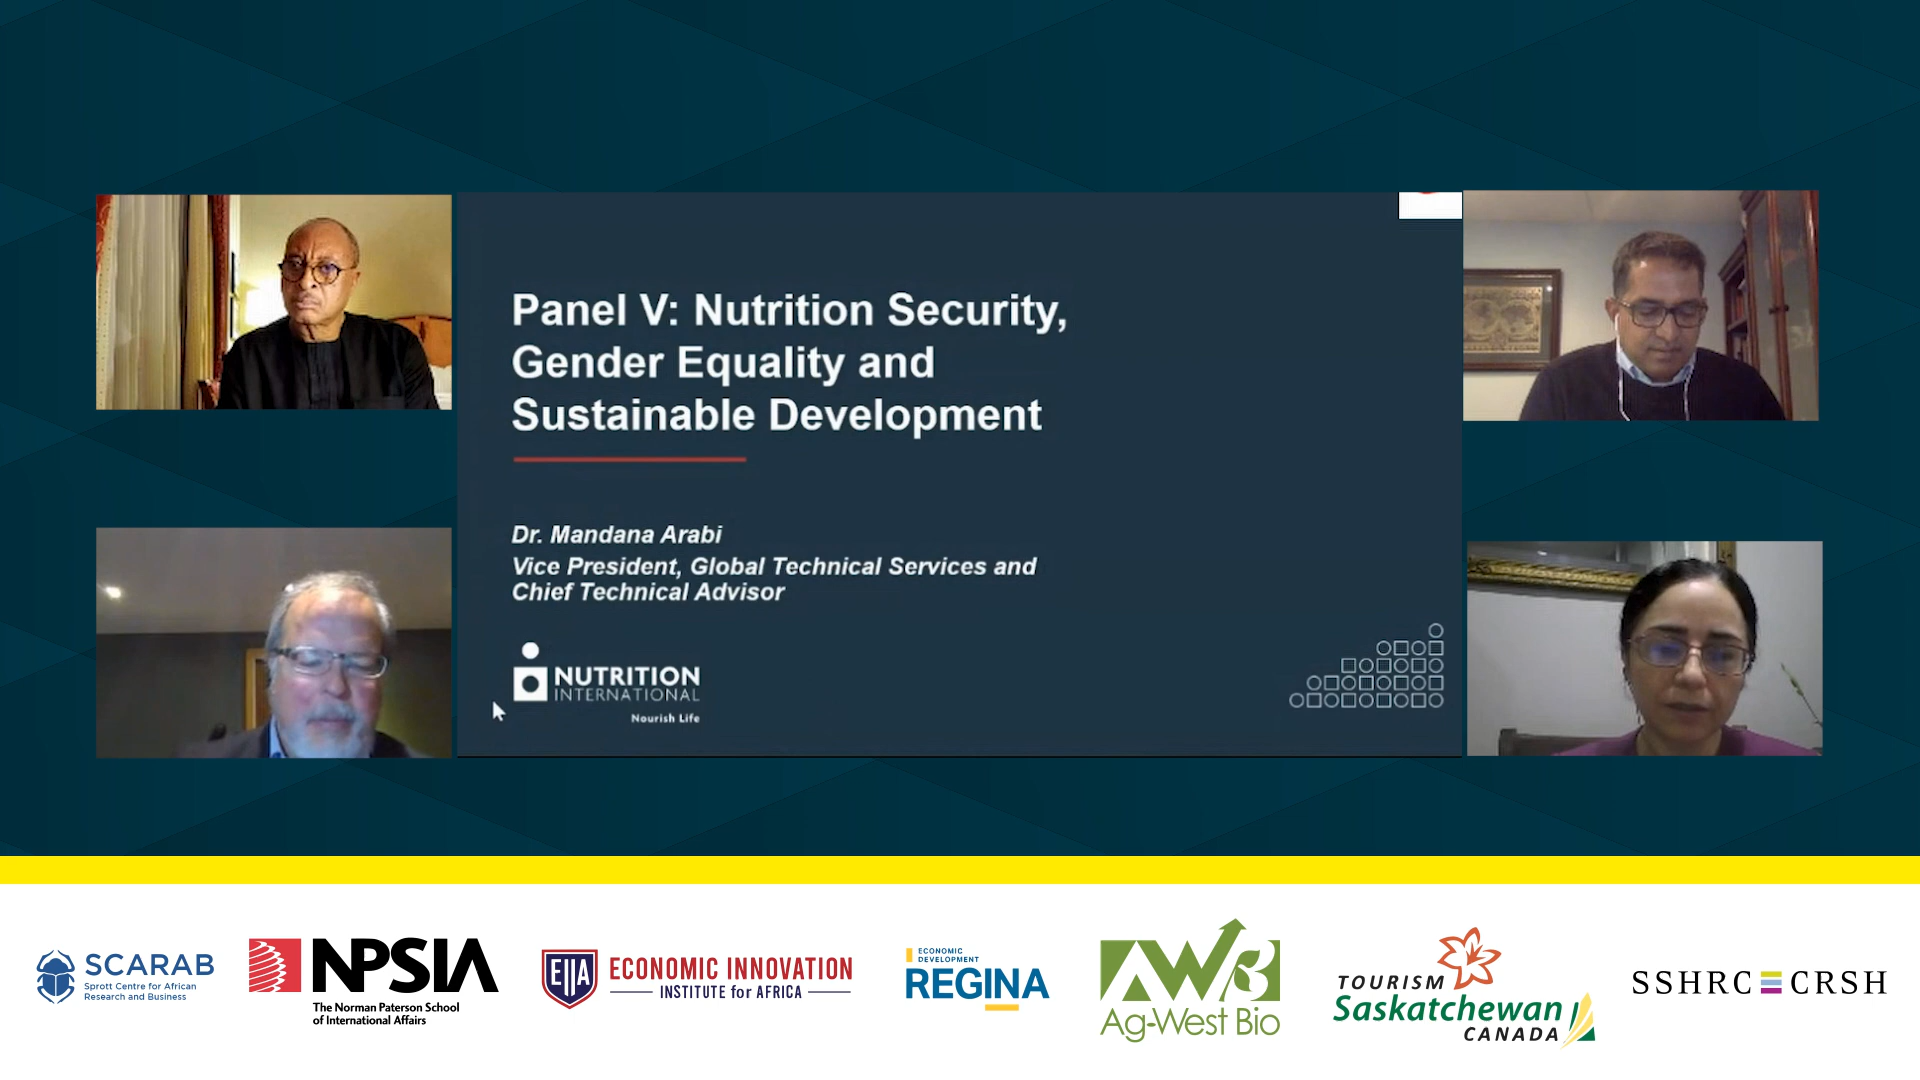 Panel V: Nutrition Security,
Gender Equality and
Sustainable Development
Dr. Mandana Arabi
Vice President, Global Technical Services and
Chief Technical Advisor
NUTRITION
INTERNATIONAL
Nourish Life
SCARAB
Sprott Centre for African
Research and Business
NPSIA
The Norman Paterson School
of International Affairs
EIIA
ECONOMIC INNOVATION
INSTITUTE for AFRICA
ECONOMIC
DEVELOPMENT
REGINA
AWB
Ag-West Bio
TOURISM
Saskatchewan
CANADA
SSHRC CRSH